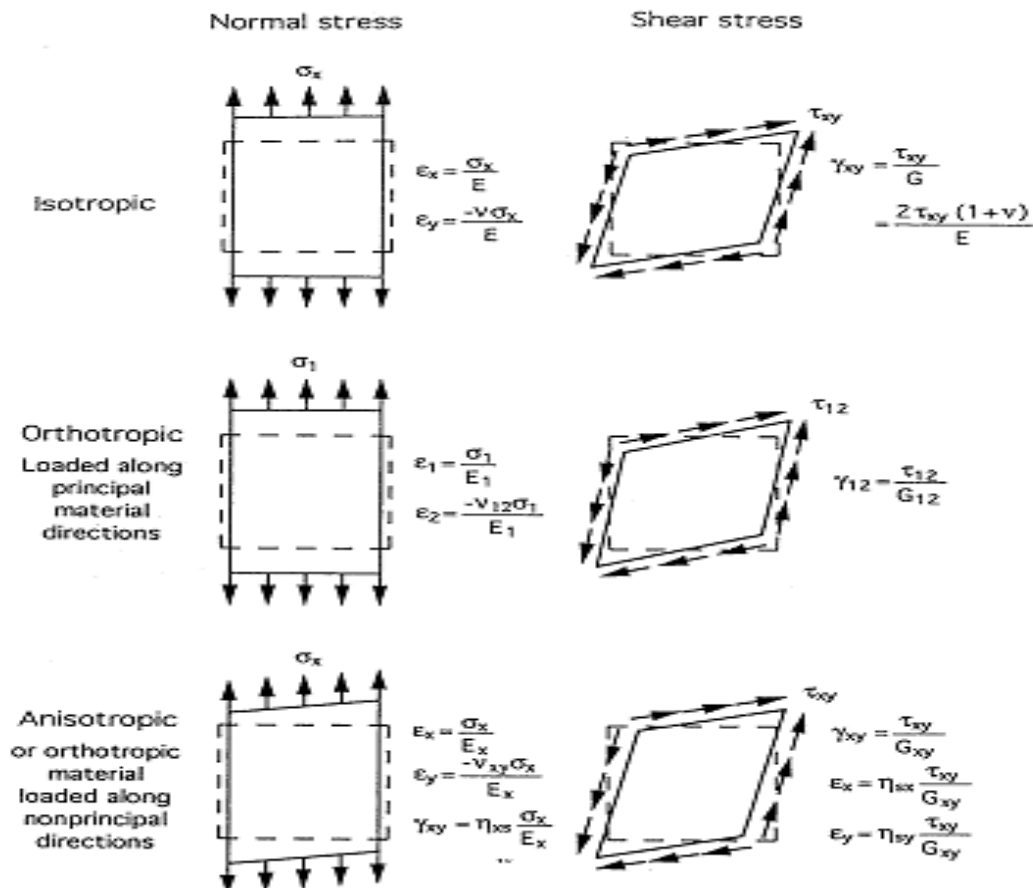 Normal stress
Shear stress
Isotropic
σx
εx = σx / E
εy = -νσx / E
τxy
γxy = τxy / G
= 2τxy (1 + ν) / E
Orthotropic
Loaded along
principal
material
directions
σ1
ε1 = σ1 / E1
ε2 = -ν12σ1 / E1
τ12
γ12 = τ12 / G12
Anisotropic
or orthotropic
material
loaded along
nonprincipal
directions
σx
εx = σx / Ex
εy = -νxyσx / Ex
γxy = ηxs σx / Ex
τxy
γxy = τxy / Gxy
εx = ηsx τxy / Gxy
εy = ηsy τxy / Gxy